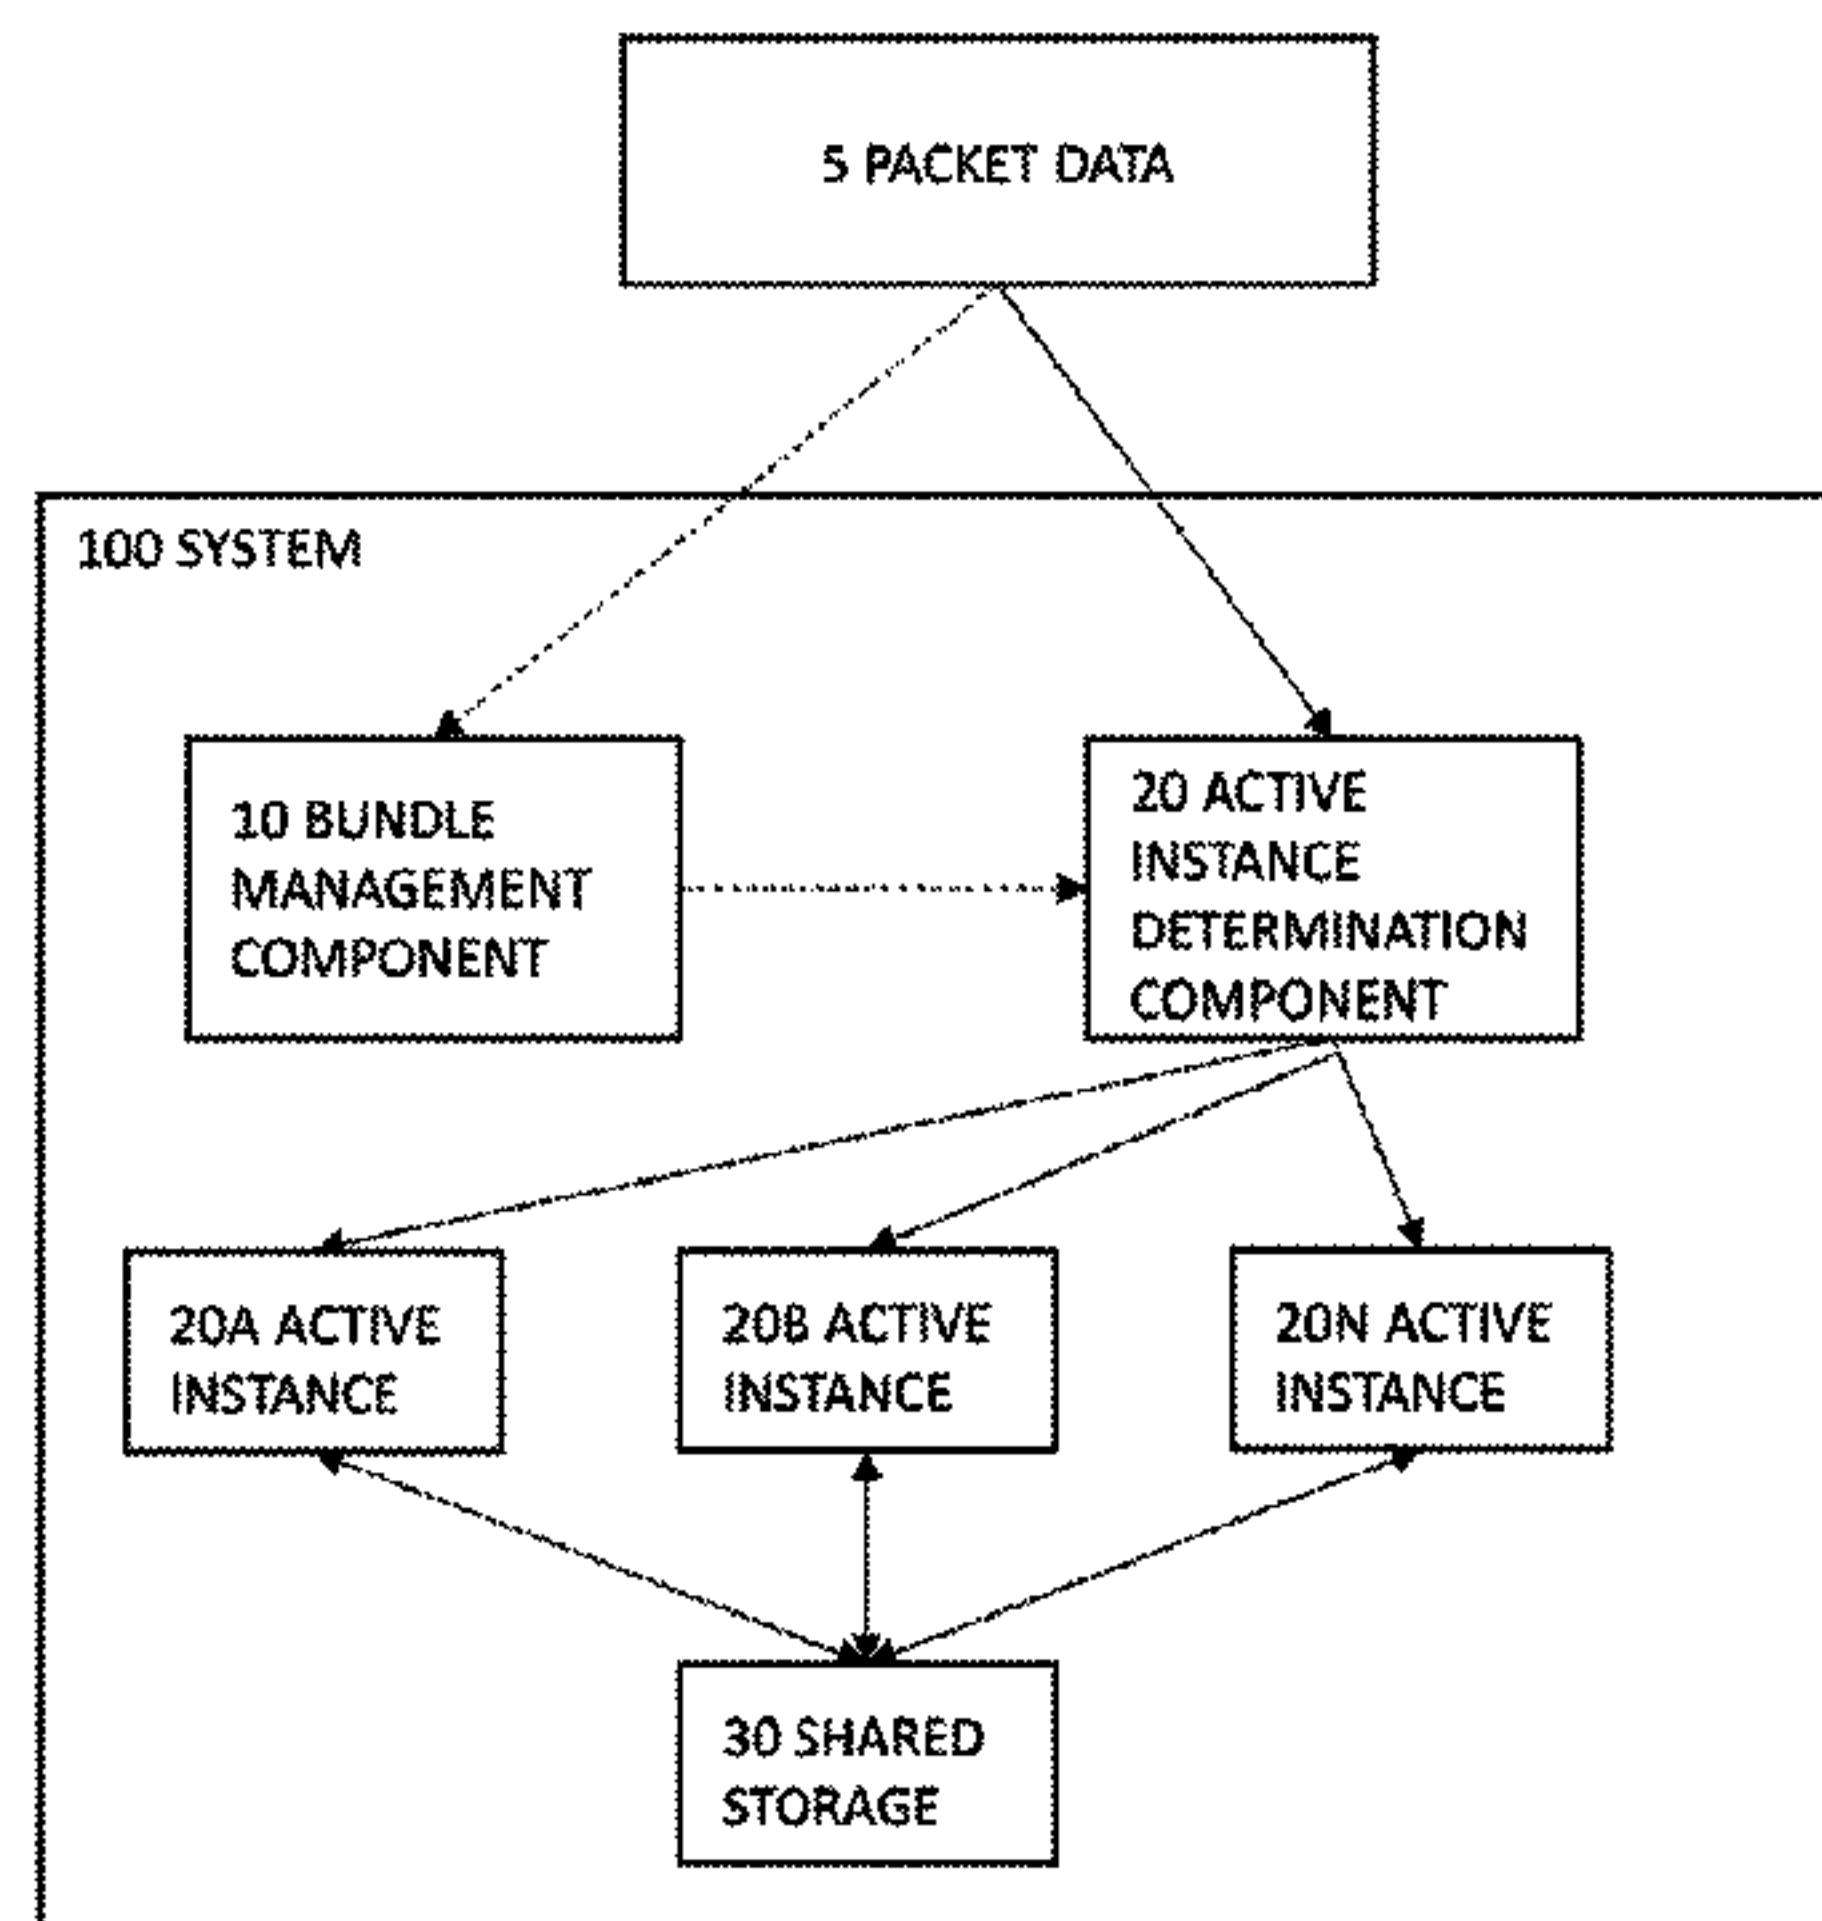 5 PACKET DATA
100 SYSTEM
10 BUNDLE
MANAGEMENT
COMPONENT
20 ACTIVE
INSTANCE
DETERMINATION
COMPONENT
20A ACTIVE
INSTANCE
20B ACTIVE
INSTANCE
20N ACTIVE
INSTANCE
30 SHARED
STORAGE